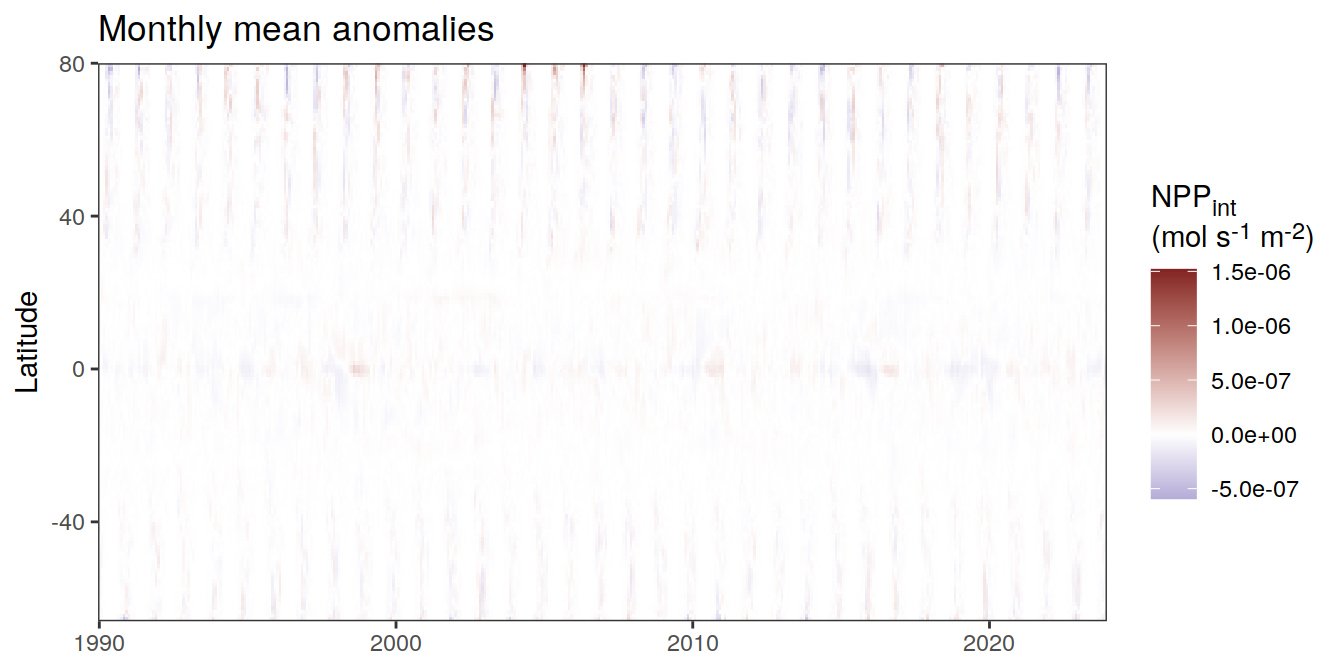 Monthly mean anomalies
80
40
0
-40
Latitude
1990
2000
2010
2020
NPPint
(mol s-1 m-2)
1.5e-06
1.0e-06
5.0e-07
0.0e+00
-5.0e-07